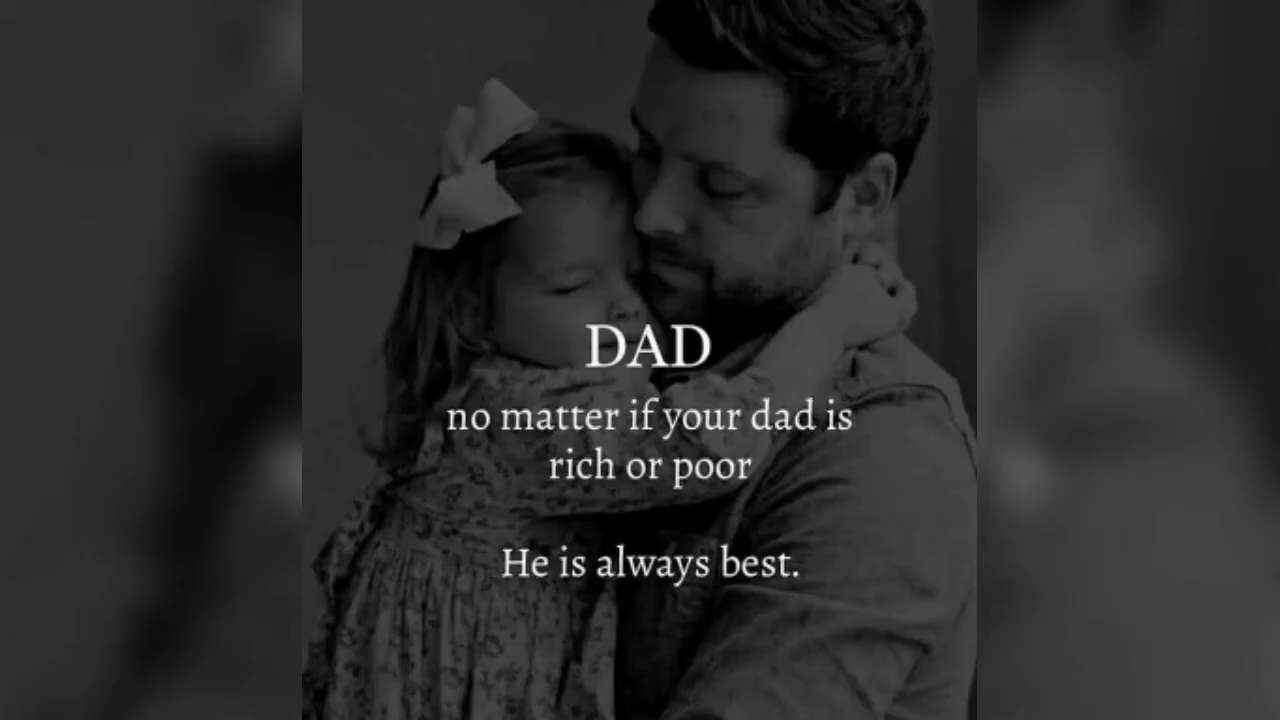 DAD
no matter if your dad is
rich or poor
He is always best.